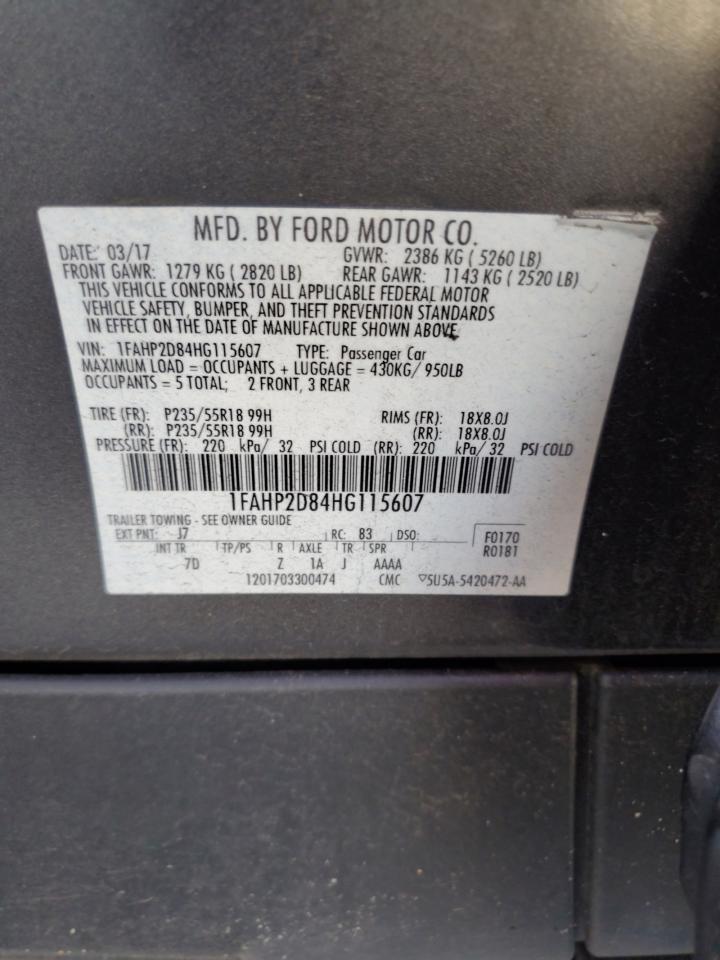 MFD. BY FORD MOTOR CO.
DATE: 03/17 GVWR: 2386 KG ( 5260 LB)
FRONT GAWR: 1279 KG ( 2820 LB) REAR GAWR: 1143 KG ( 2520 LB)
THIS VEHICLE CONFORMS TO ALL APPLICABLE FEDERAL MOTOR
VEHICLE SAFETY, BUMPER, AND THEFT PREVENTION STANDARDS
IN EFFECT ON THE DATE OF MANUFACTURE SHOWN ABOVE.
VIN: 1FAHP2D84HG115607 TYPE: Passenger Car
MAXIMUM LOAD = OCCUPANTS + LUGGAGE = 430KG/ 950LB
OCCUPANTS = 5 TOTAL; 2 FRONT, 3 REAR
TIRE (FR): P235/55R18 99H RIMS (FR): 18X8.0J
(RR): P235/55R18 99H (RR): 18X8.0J
PRESSURE (FR): 220 kPa/ 32 PSI COLD (RR): 220 kPa/ 32 PSI COLD
1FAHP2D84HG115607
TRAILER TOWING - SEE OWNER GUIDE
EXT PNT: J7 RC: 83 DSO: F0170
INT TR TP/PS R AXLE TR SPR R0181
7D Z 1A J AAAA
1201703300474 CMC ▽5U5A-5420472-AA